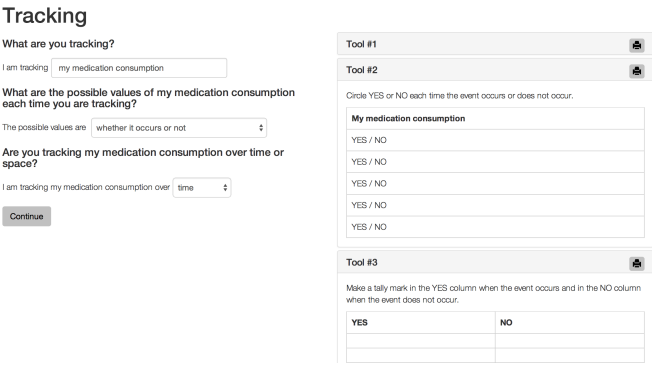 Tracking
What are you tracking?
I am tracking my medication consumption
What are the possible values of my medication consumption
each time you are tracking?
The possible values are whether it occurs or not
Are you tracking my medication consumption over time or
space?
I am tracking my medication consumption over time
Continue
Tool #1
Tool #2
Circle YES or NO each time the event occurs or does not occur.
My medication consumption
YES / NO
YES / NO
YES / NO
YES / NO
YES / NO
Tool #3
Make a tally mark in the YES column when the event occurs and in the NO column
when the event does not occur.
YES NO